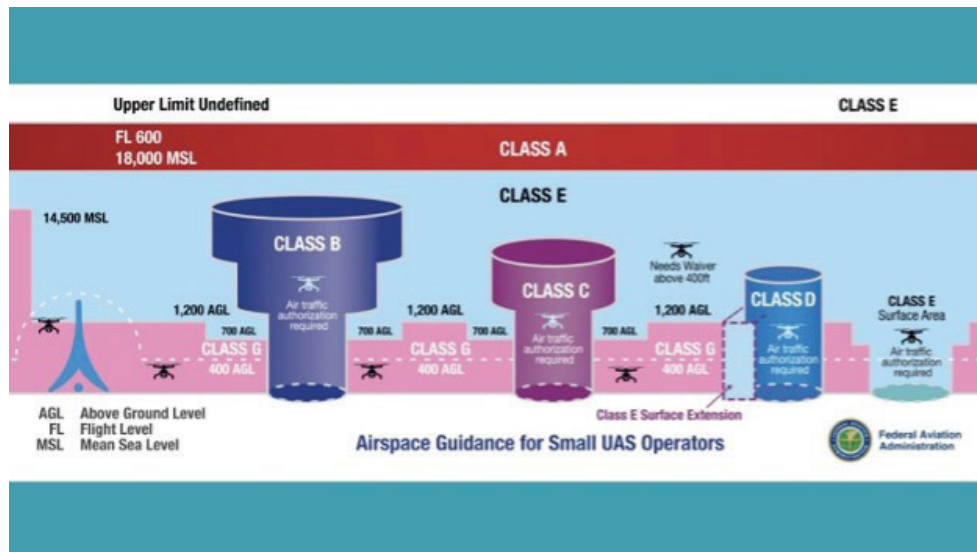 Upper Limit Undefined
CLASS E
FL 600
18,000 MSL
CLASS A
CLASS E
14,500 MSL
CLASS B
Air traffic
authorization
required
1,200 AGL
700 AGL
CLASS G
400 AGL
700 AGL
1,200 AGL
CLASS G
400 AGL
700 AGL
CLASS C
Air traffic
authorization
required
700 AGL
Needs Waiver
above 400ft
1,200 AGL
CLASS G
400 AGL
CLASS D
Air traffic
authorization
required
CLASS E
Surface Area
Air traffic
authorization
required
Class E Surface Extension
AGL Above Ground Level
FL Flight Level
MSL Mean Sea Level
Airspace Guidance for Small UAS Operators
Federal Aviation
Administration